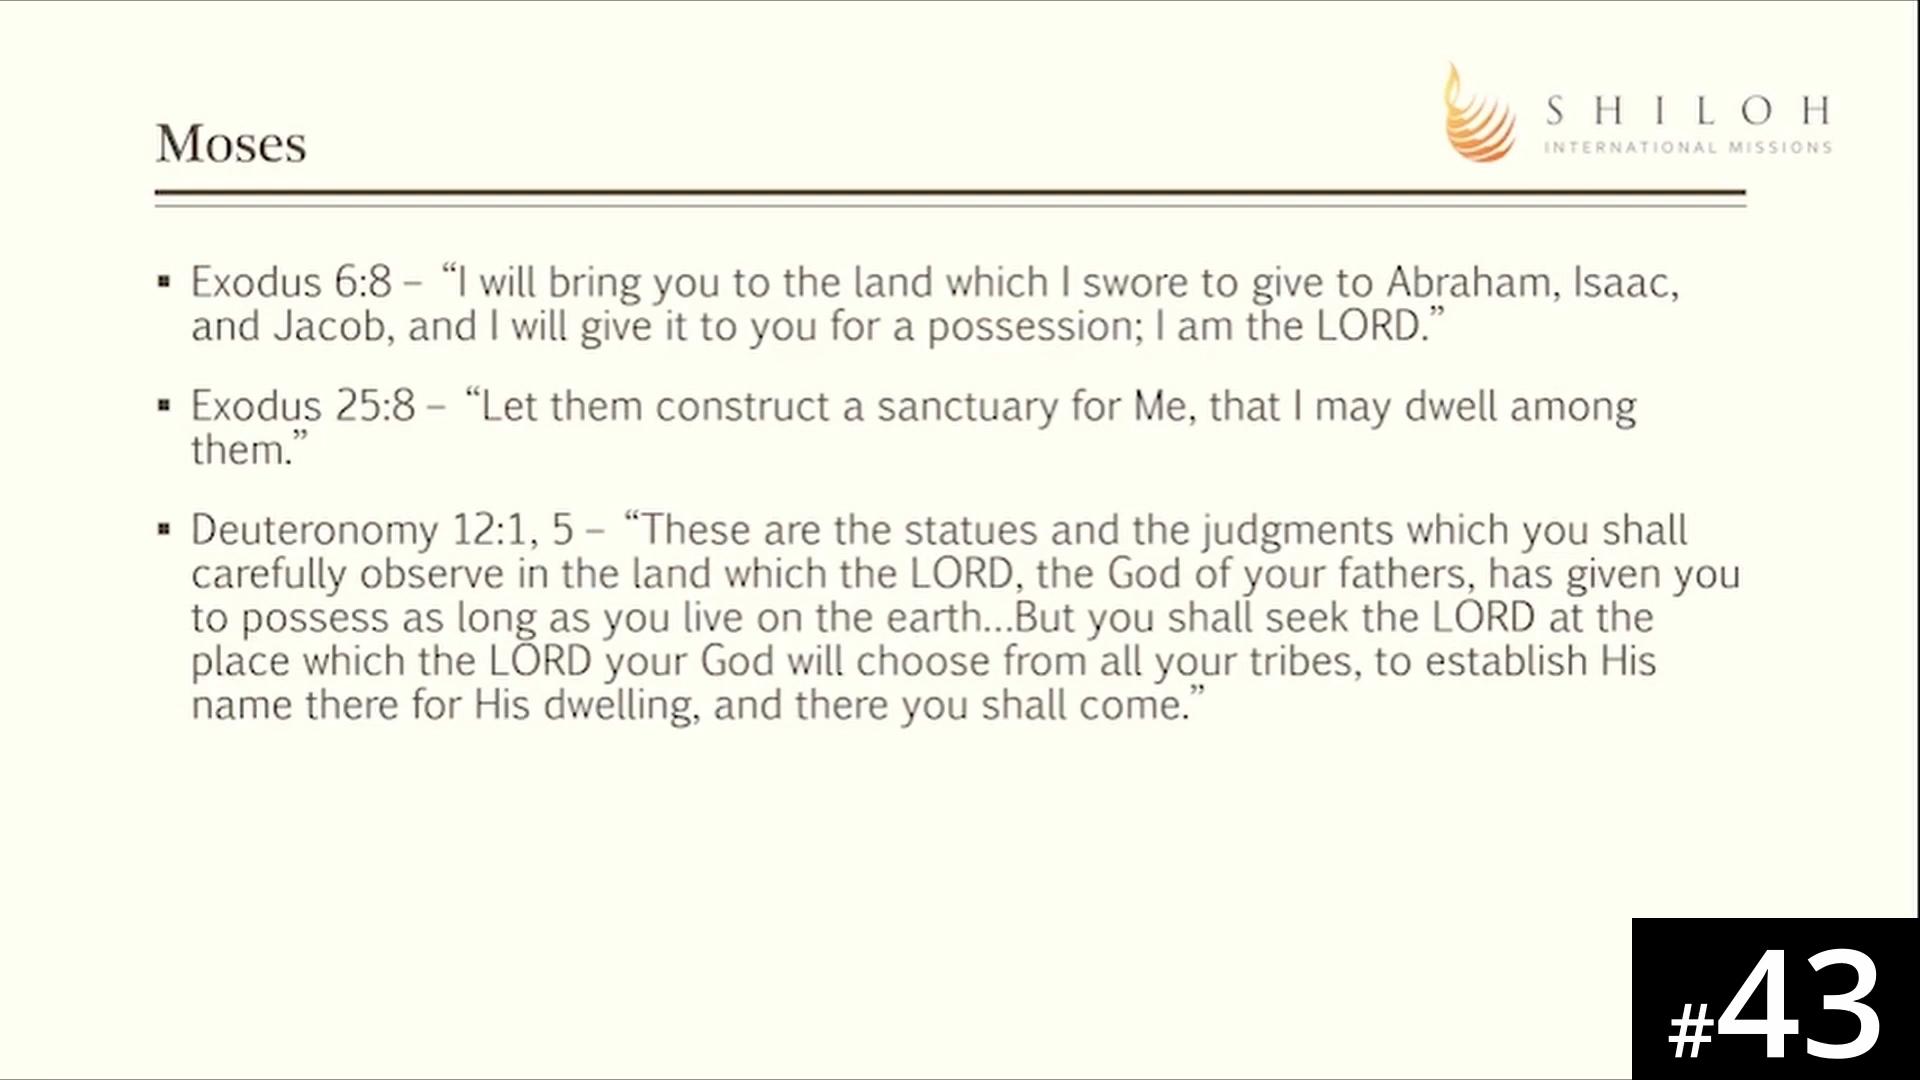 SHILOH
INTERNATIONAL MISSIONS
Moses
▪ Exodus 6:8 – “I will bring you to the land which I swore to give to Abraham, Isaac,
and Jacob, and I will give it to you for a possession; I am the LORD.”
▪ Exodus 25:8 – “Let them construct a sanctuary for Me, that I may dwell among
them.”
▪ Deuteronomy 12:1, 5 – “These are the statues and the judgments which you shall
carefully observe in the land which the LORD, the God of your fathers, has given you
to possess as long as you live on the earth...But you shall seek the LORD at the
place which the LORD your God will choose from all your tribes, to establish His
name there for His dwelling, and there you shall come.”
#43